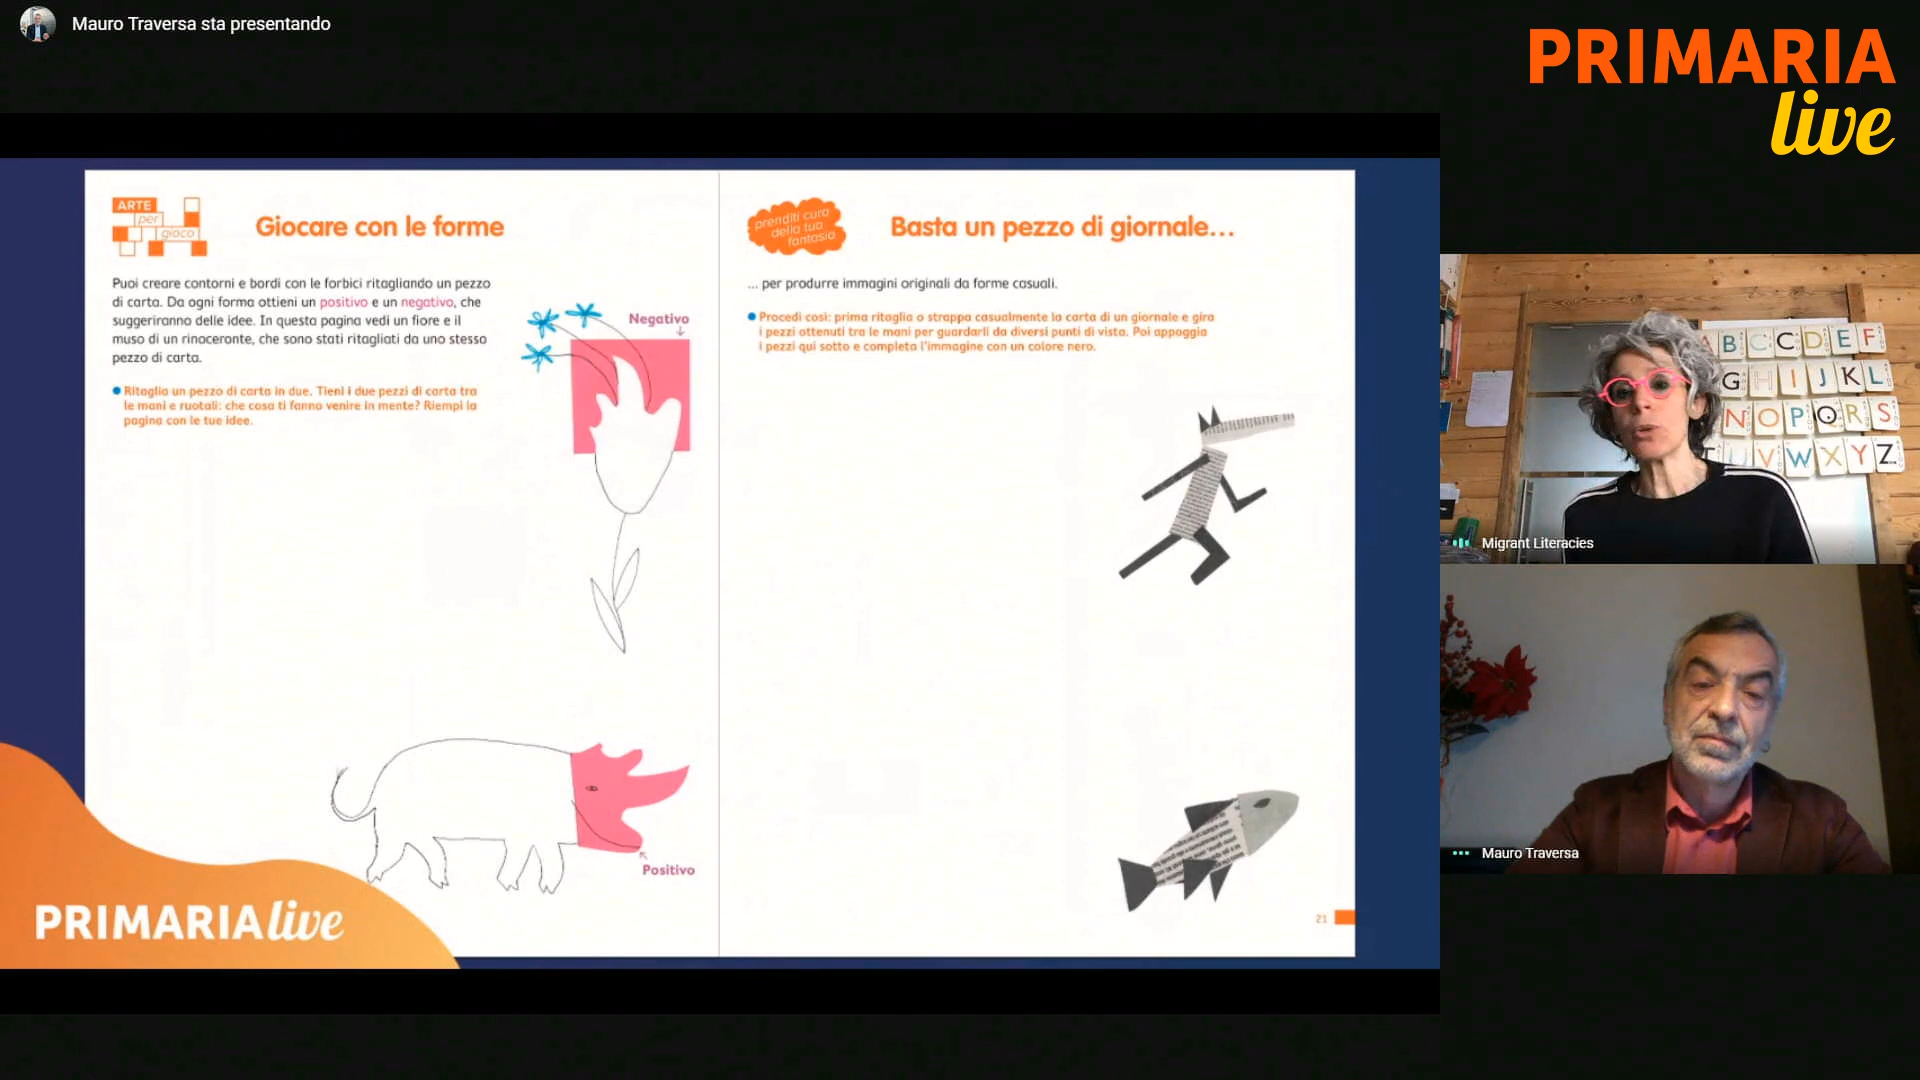 Mauro Traversa sta presentando
PRIMARIA
live
ARTE
per
gioco
Giocare con le forme
Puoi creare contorni e bordi con le forbici ritagliando un pezzo
di carta. Da ogni forma ottieni un positivo e un negativo, che
suggeriranno delle idee. In questa pagina vedi un fiore e il
muso di un rinoceronte, che sono stati ritagliati da uno stesso
pezzo di carta.
Ritaglia un pezzo di carta in due. Tieni i due pezzi di carta tra
le mani e ruotali: che cosa ti fanno venire in mente? Riempi la
pagina con le tue idee.
Negativo
Positivo
prenditi cura
della tua
fantasia
Basta un pezzo di giornale...
... per produrre immagini originali da forme casuali.
Procedi così: prima ritaglia o strappa casualmente la carta di un giornale e gira
i pezzi ottenuti tra le mani per guardarli da diversi punti di vista. Poi appoggia
i pezzi qui sotto e completa l'immagine con un colore nero.
21
PRIMARIA live
A B C C D E F
G H I J K L
N O P Q R S
T U V W X Y Z
Migrant Literacies
Mauro Traversa